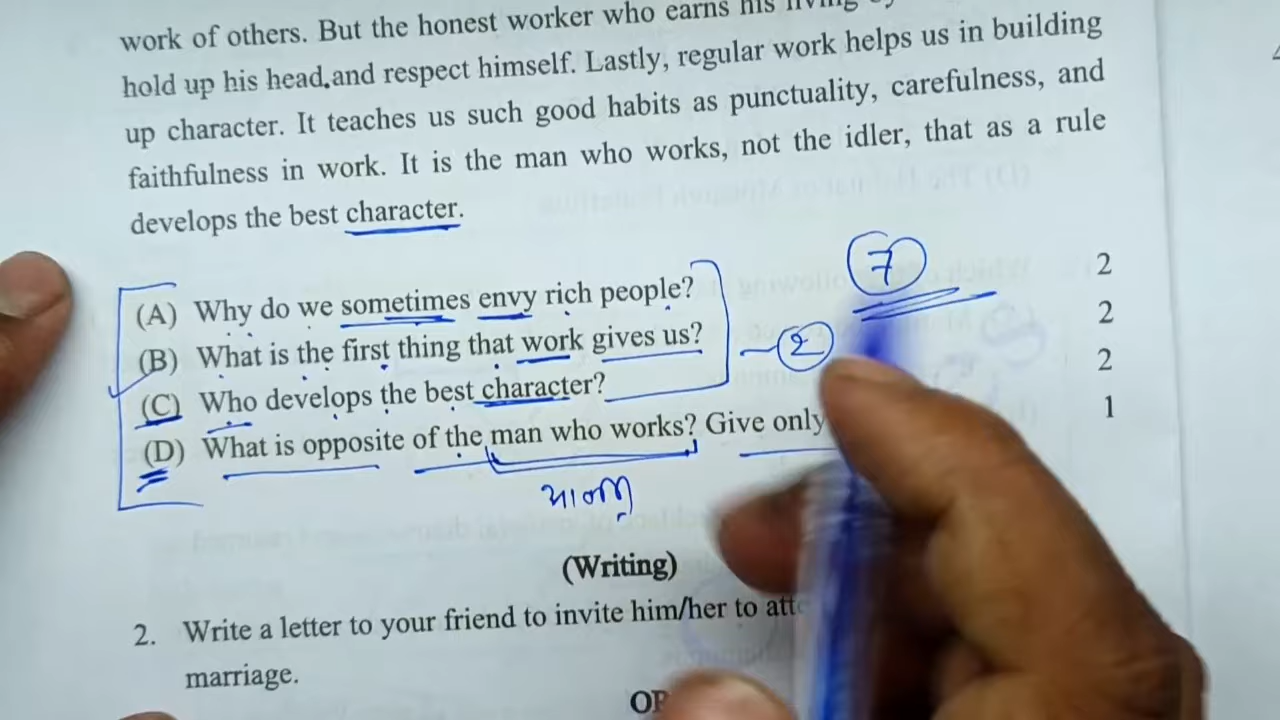 work of others. But the honest worker who earns his living
hold up his head, and respect himself. Lastly, regular work helps us in building
up character. It teaches us such good habits as punctuality, carefulness, and
faithfulness in work. It is the man who works, not the idler, that as a rule
develops the best character.
7
(A) Why do we sometimes envy rich people? 2
(B) What is the first thing that work gives us? 2
2
(C) Who develops the best character? 2
(D) What is opposite of the man who works? Give only 1
(Writing)
2. Write a letter to your friend to invite him/her to
marriage.
OR